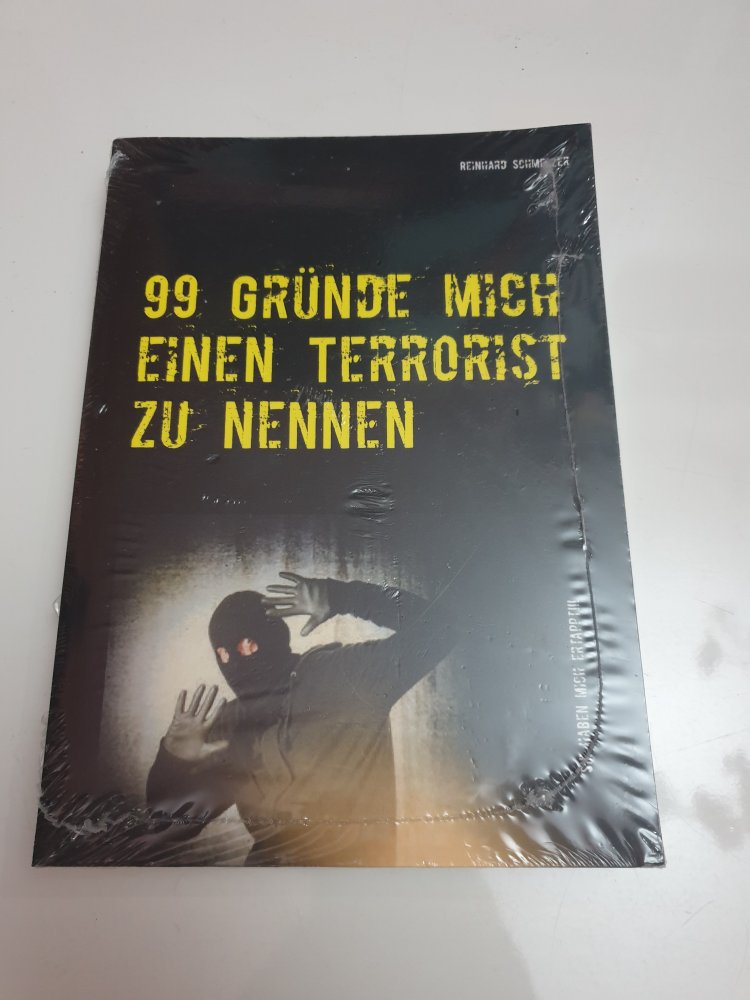 REINHARD
99 GRÜNDE MICH
EINEN TERRORIST
ZU NENNEN
HABEN MICH ERTAPPT!!!